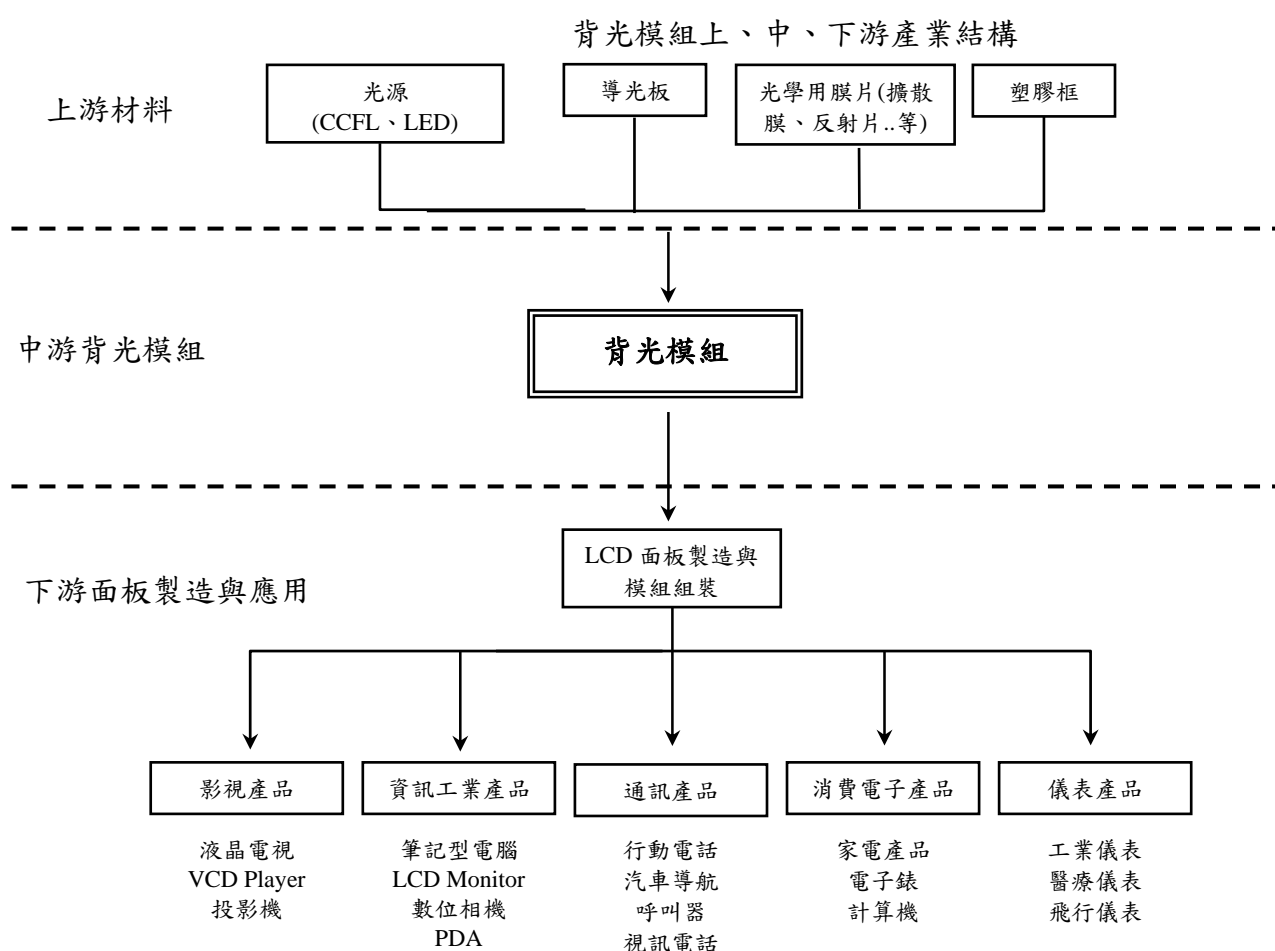 背光模組上、中、下游產業結構
上游材料
光源
(CCFL、LED)
導光板
光學用膜片(擴散
膜、反射片..等)
塑膠框
中游背光模組
背光模組
下游面板製造與應用
LCD 面板製造與
模組組裝
影視產品
資訊工業產品
通訊產品
消費電子產品
儀表產品
液晶電視
VCD Player
投影機
筆記型電腦
LCD Monitor
數位相機
PDA
行動電話
汽車導航
呼叫器
視訊電話
家電產品
電子錶
計算機
工業儀表
醫療儀表
飛行儀表